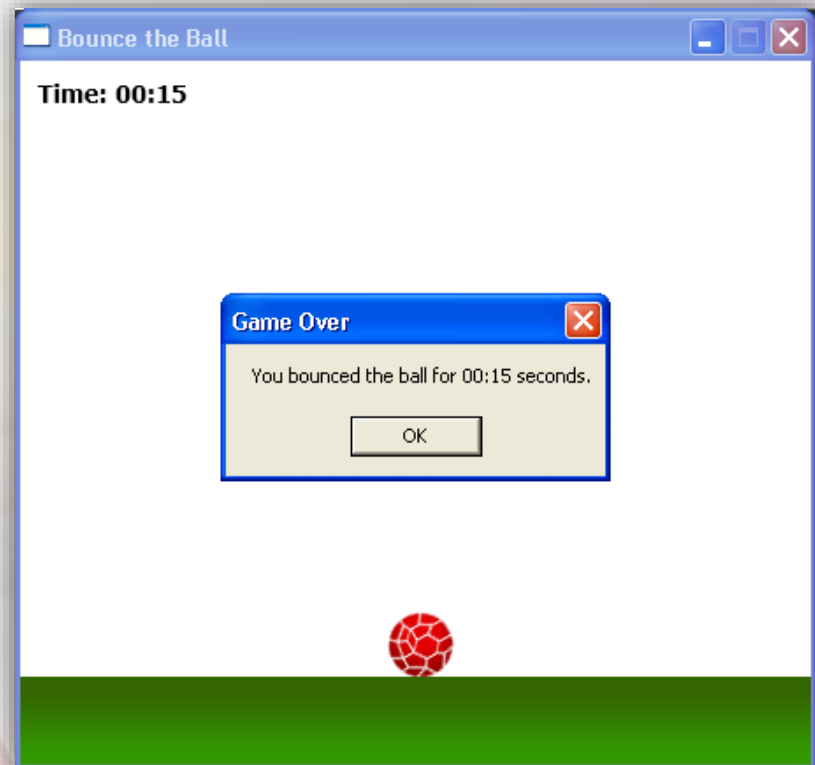 Bounce the Ball
Time: 00:15
Game Over
You bounced the ball for 00:15 seconds.
OK